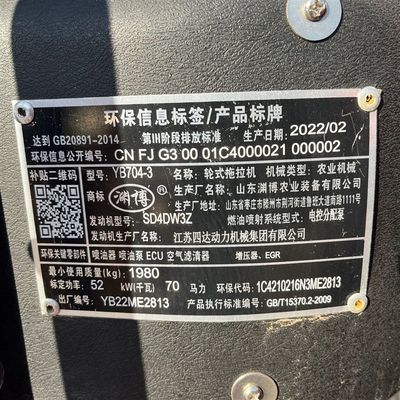 环保信息标签/产品标牌
达到 GB20891-2014 第III阶段排放标准 生产日期: 2022/02
环保信息公开编号: CN FJ G3 00 01C4000021 000002
补贴二维码 型号: YB704-3 名称: 轮式拖拉机 机械类型: 农业机械
商标 渊博 生产厂名称: 山东渊博农业装备有限公司
生产厂地址: 山东省枣庄市滕州市荆河街道鲁班大道南路1111号
发动机型号: SD4DW3Z 燃油喷射系统型式: 电控分配泵
发动机生产厂: 江苏四达动力机械集团有限公司
环保关键零部件 喷油器 喷油泵 ECU 空气滤清器 增压器、EGR
最小使用质量(kg) 1980
标定功率: 52 kW(千瓦) 70 马力 环保代码: 1C4210216N3ME2813
出厂编号: YB22ME2813 产品执行标准编号: GB/T15370.2-2009